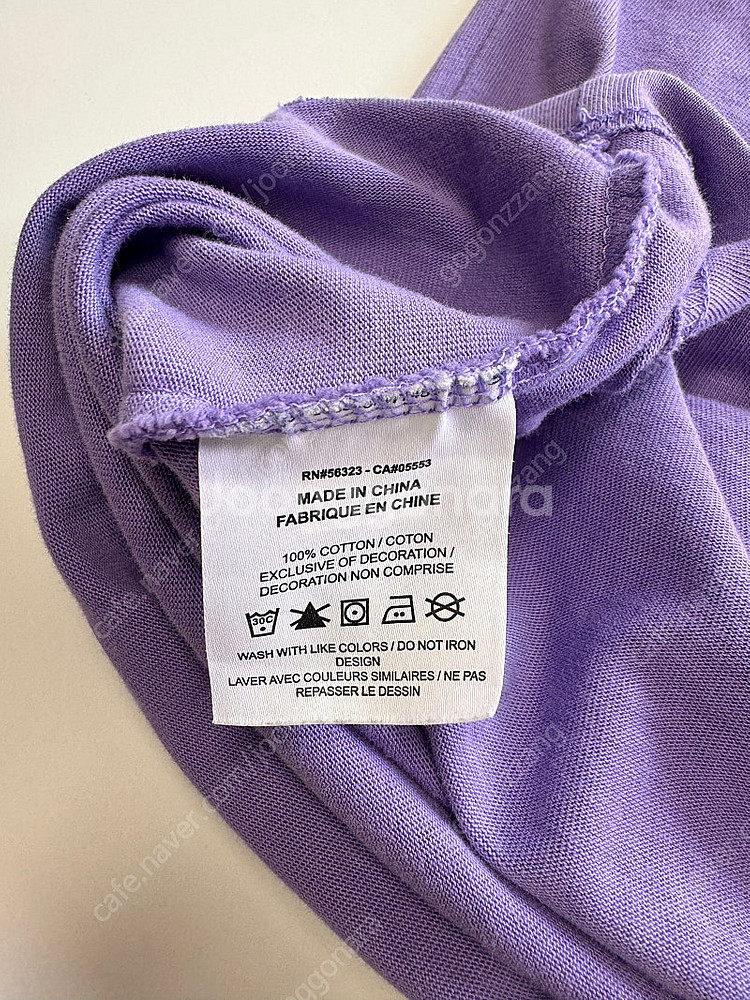 RN#56323 - CA#05553
MADE IN CHINA
FABRIQUE EN CHINE
100% COTTON / COTON
EXCLUSIVE OF DECORATION /
DECORATION NON COMPRISE
30C
WASH WITH LIKE COLORS / DO NOT IRON
DESIGN
LAVER AVEC COULEURS SIMILAIRES / NE PAS
REPASSER LE DESSIN